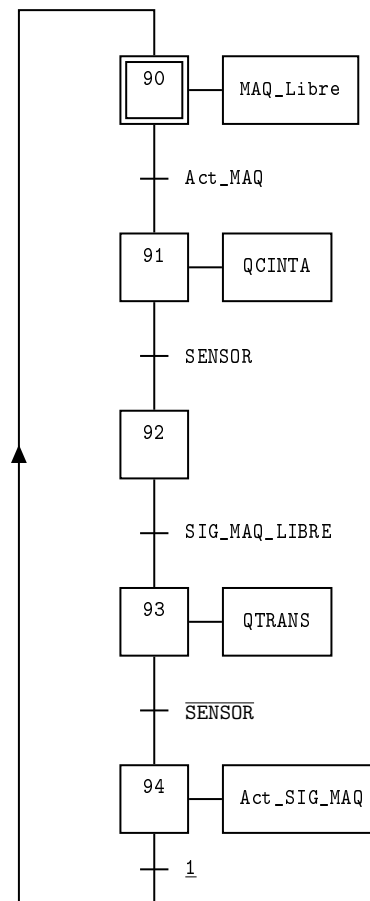 90 MAQ_Libre
Act_MAQ
91 QCINTA
SENSOR
92
SIG_MAQ_LIBRE
93 QTRANS
SENSOR
94 Act_SIG_MAQ
1